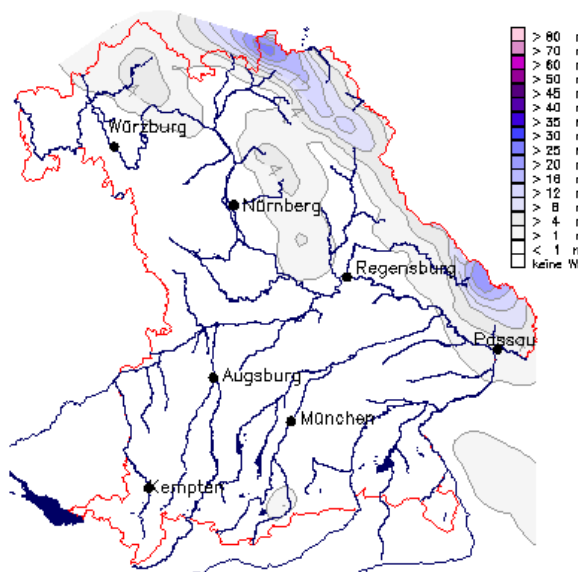 > 80 m
> 70 m
> 60 m
> 50 m
> 45 m
> 40 m
> 35 m
> 30 m
> 25 m
> 20 m
> 16 m
> 12 m
> 8 m
> 4 m
> 1 m
< 1 m
keine W
Würzburg
Nürnberg
Regensburg
Passau
Augsburg
München
Kempten